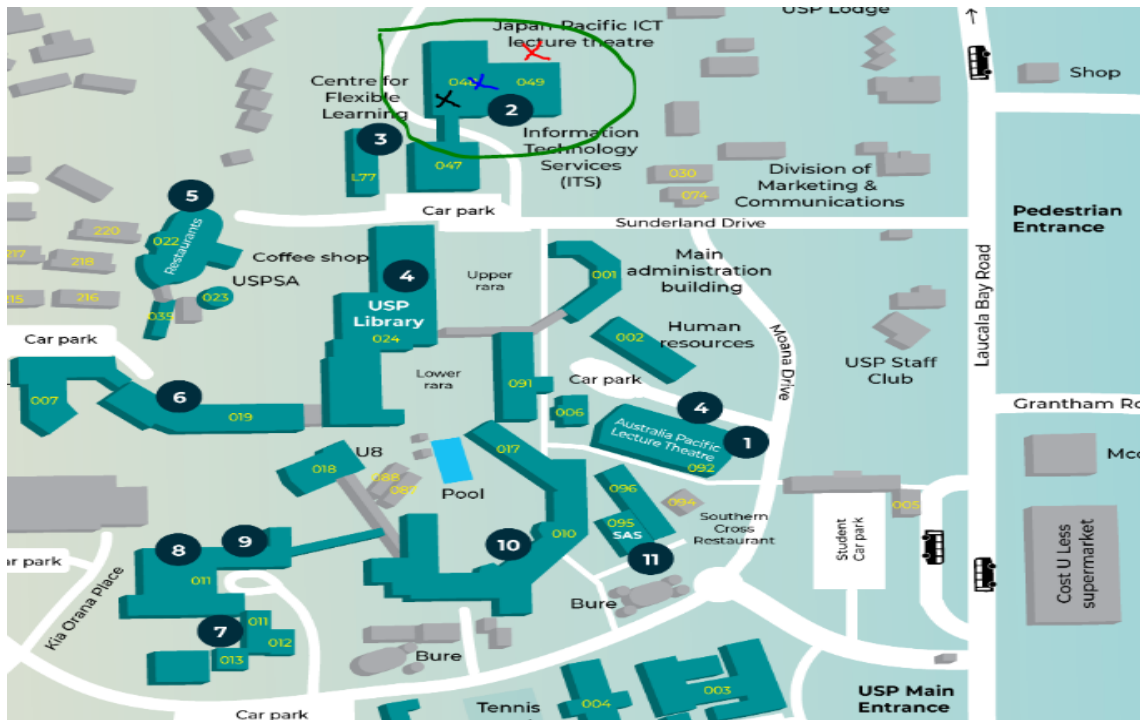 USP Lodge
Japan Pacific ICT
lecture theatre
Shop
Centre for
Flexible
Learning
049
2
3
Information
Technology
Services
(ITS)
047
L77
030
074
Division of
Marketing &
Communications
5
Car park
Sunderland Drive
Pedestrian
Entrance
220
022
Restaurants
217
218
Coffee shop
USPSA
215
216
023
035
4
USP
Library
024
Upper
rara
001
Main
administration
building
Human
resources
002
Moana Drive
Laucala Bay Road
USP Staff
Club
Car park
Lower
rara
091
Car park
006
4
Australia Pacific
Lecture Theatre
1
092
Grantham Ro
007
6
019
017
U8
018
088
087
Pool
096
094
095
SAS
Southern
Cross
Restaurant
005
Student
Car park
Mcd
Cost U Less
supermarket
8
9
10
010
11
ar park
Kia Orana Place
011
Bure
7
011
012
013
Bure
003
004
Tennis
Car park
USP Main
Entrance